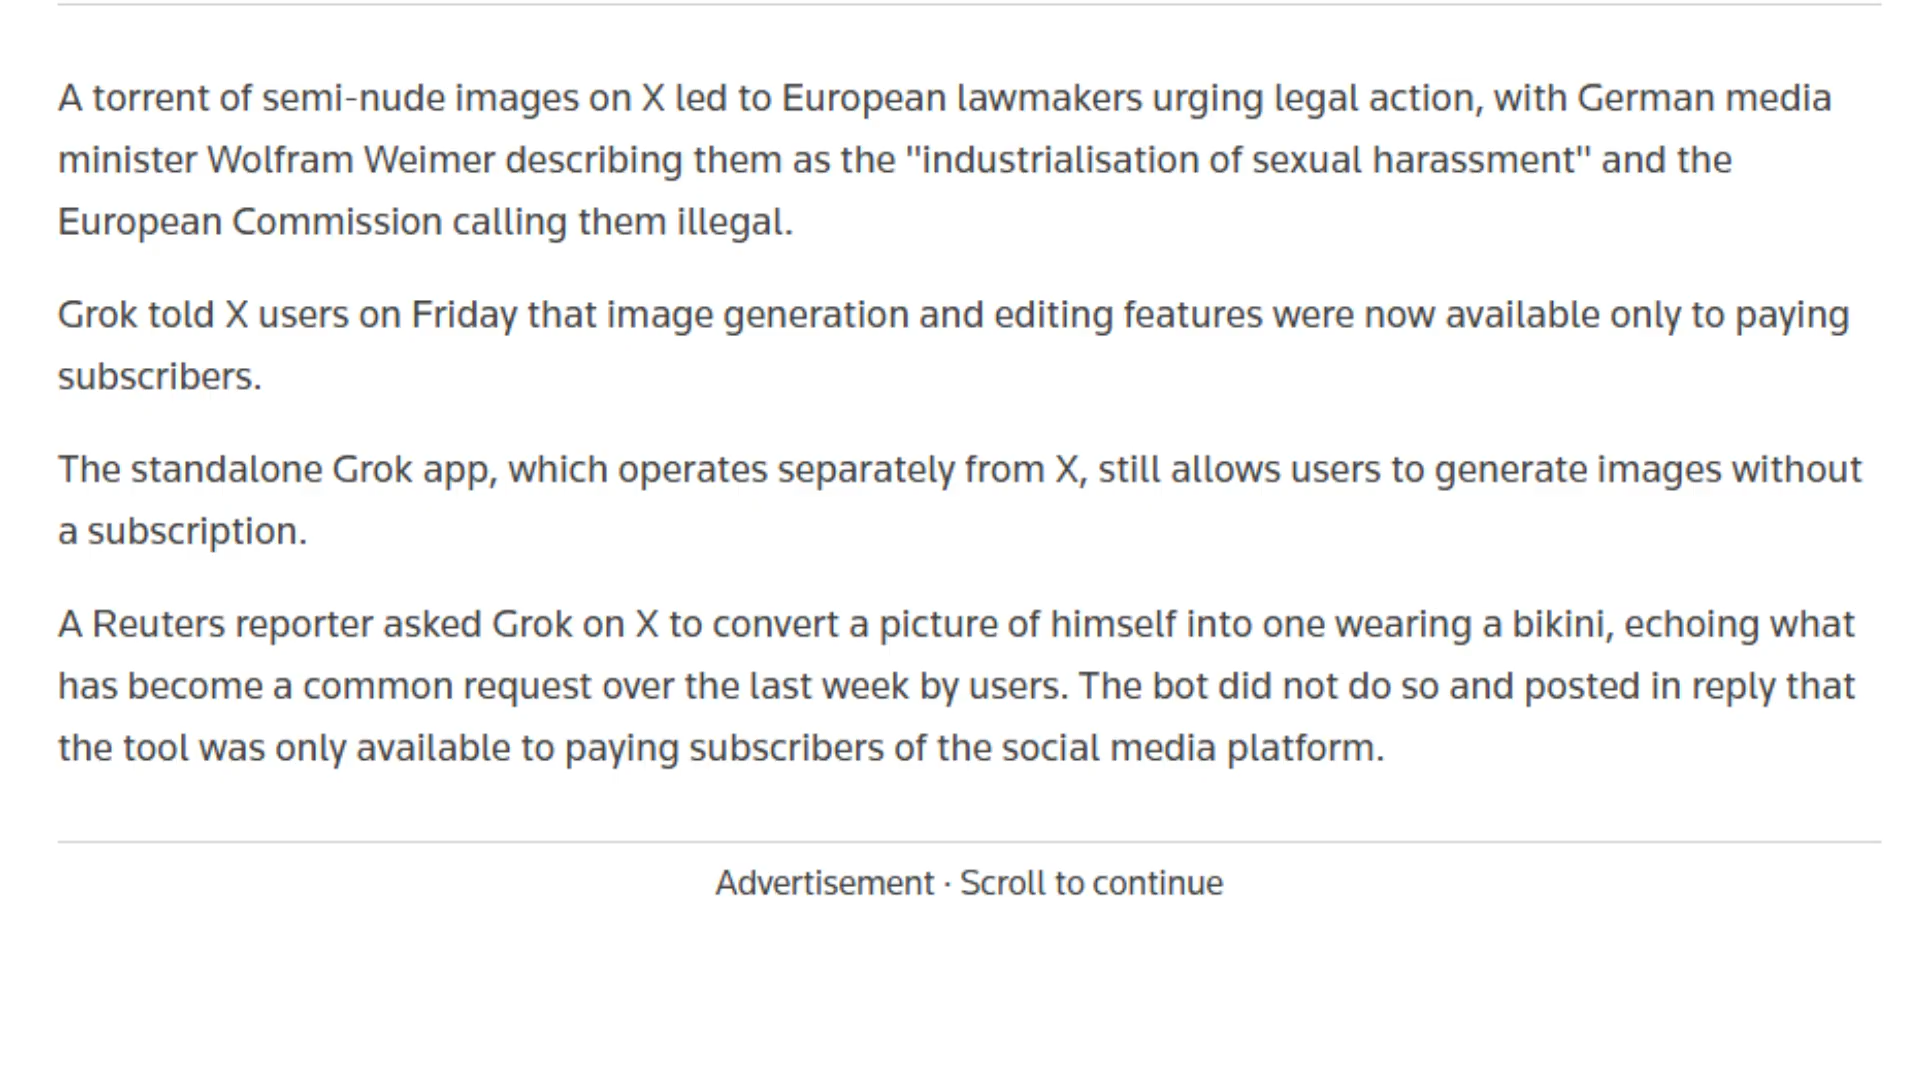 A torrent of semi-nude images on X led to European lawmakers urging legal action, with German media
minister Wolfram Weimer describing them as the "industrialisation of sexual harassment" and the
European Commission calling them illegal.
Grok told X users on Friday that image generation and editing features were now available only to paying
subscribers.
The standalone Grok app, which operates separately from X, still allows users to generate images without
a subscription.
A Reuters reporter asked Grok on X to convert a picture of himself into one wearing a bikini, echoing what
has become a common request over the last week by users. The bot did not do so and posted in reply that
the tool was only available to paying subscribers of the social media platform.
Advertisement · Scroll to continue